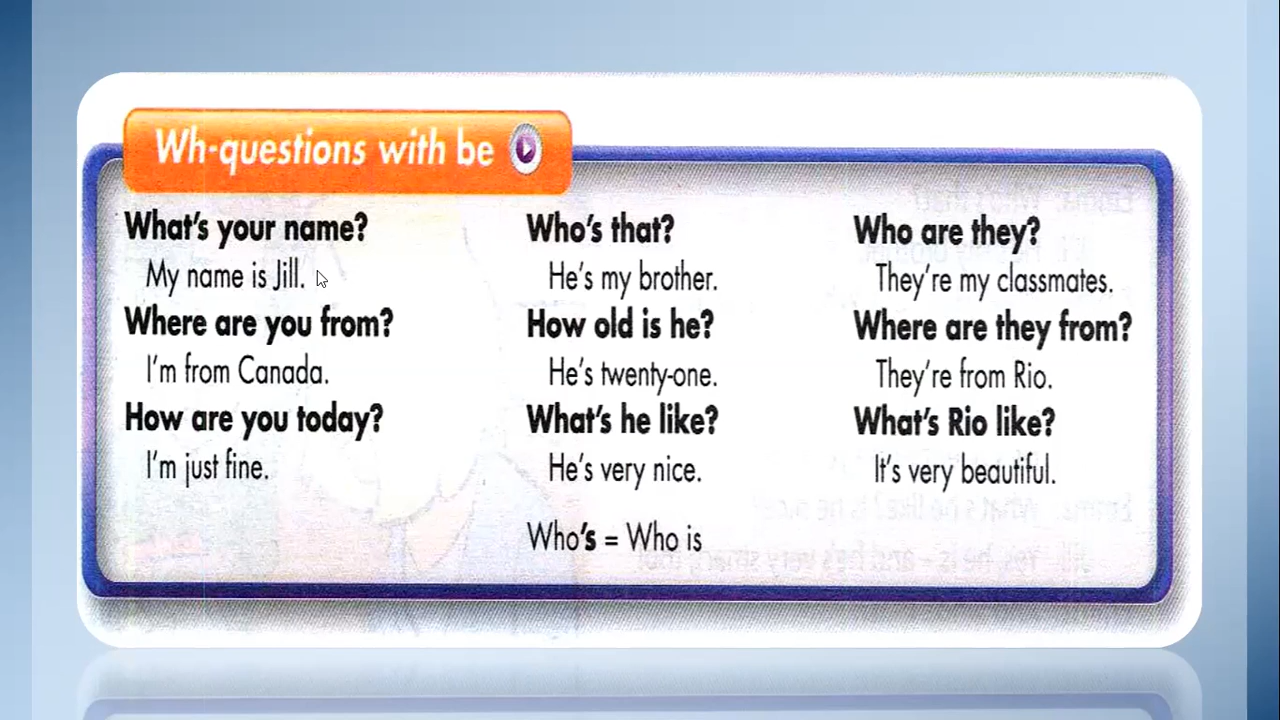 Wh-questions with be
What's your name?
My name is Jill.
Where are you from?
I'm from Canada.
How are you today?
I'm just fine.
Who's that?
He's my brother.
How old is he?
He's twenty-one.
What's he like?
He's very nice.
Who's = Who is
Who are they?
They're my classmates.
Where are they from?
They're from Rio.
What's Rio like?
It's very beautiful.